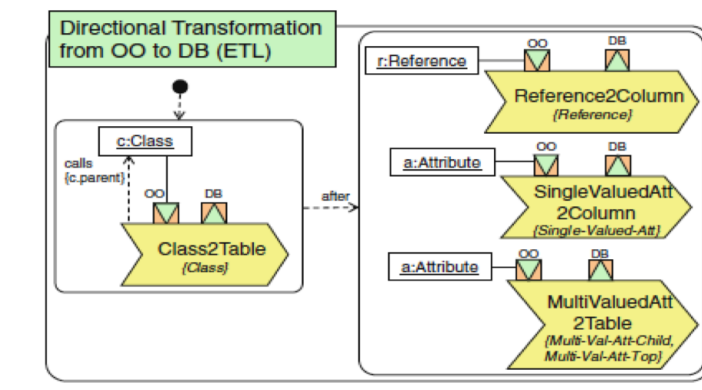 Directional Transformation
from OO to DB (ETL)
c:Class
calls
{c.parent}
OO
DB
Class2Table
{Class}
after
r:Reference
OO
DB
Reference2Column
{Reference}
a:Attribute
OO
DB
SingleValuedAtt
2Column
{Single-Valued-Att}
a:Attribute
OO
DB
MultiValuedAtt
2Table
{Multi-Val-Att-Child,
Multi-Val-Att-Top}